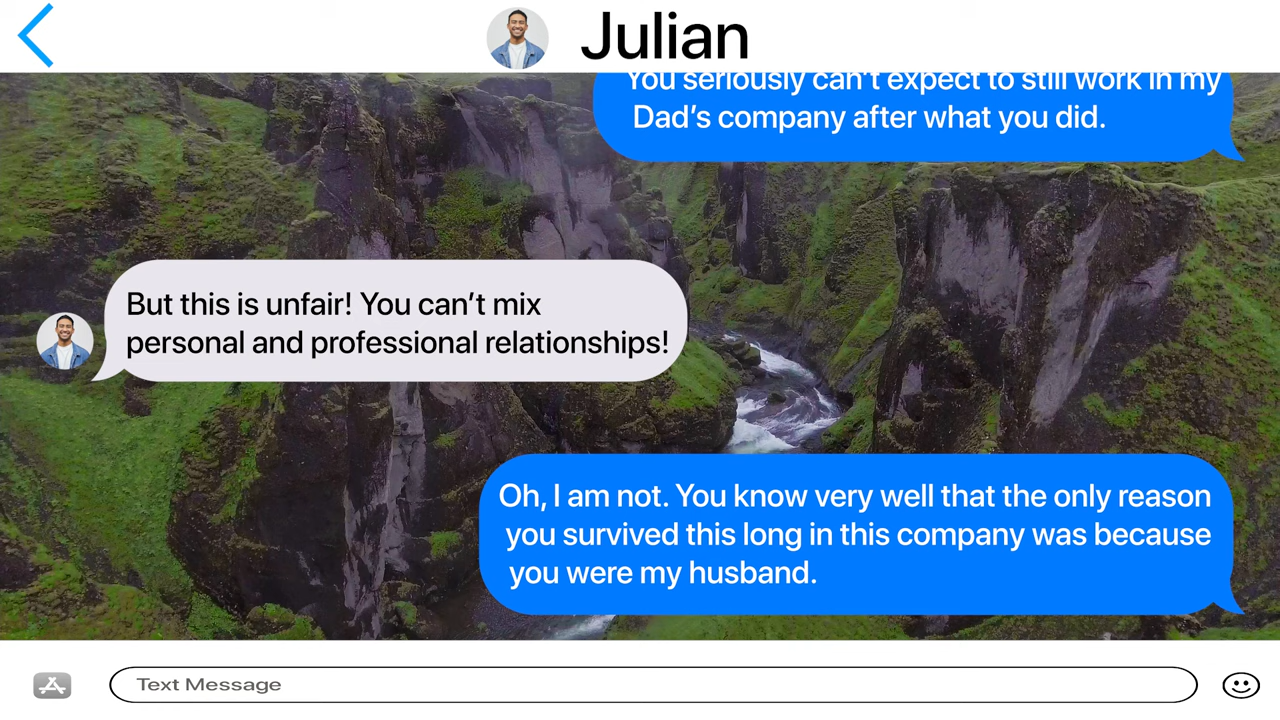 Julian
You seriously can't expect to still work in my
Dad's company after what you did.
But this is unfair! You can't mix
personal and professional relationships!
Oh, I am not. You know very well that the only reason
you survived this long in this company was because
you were my husband.
Text Message